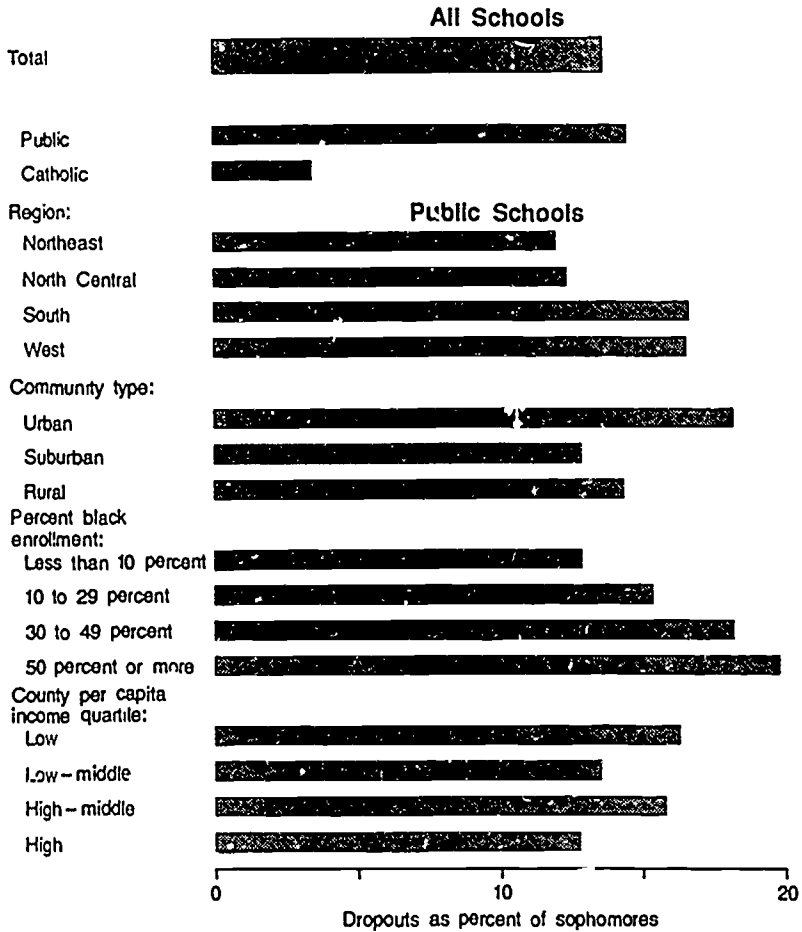 All Schools
Total
Public
Catholic
Region:
Public Schools
Northeast
North Central
South
West
Community type:
Urban
Suburban
Rural
Percent black
enrollment:
Less than 10 percent
10 to 29 percent
30 to 49 percent
50 percent or more
County per capita
income quartile:
Low
Low-middle
High-middle
High
0 10 20
Dropouts as percent of sophomores